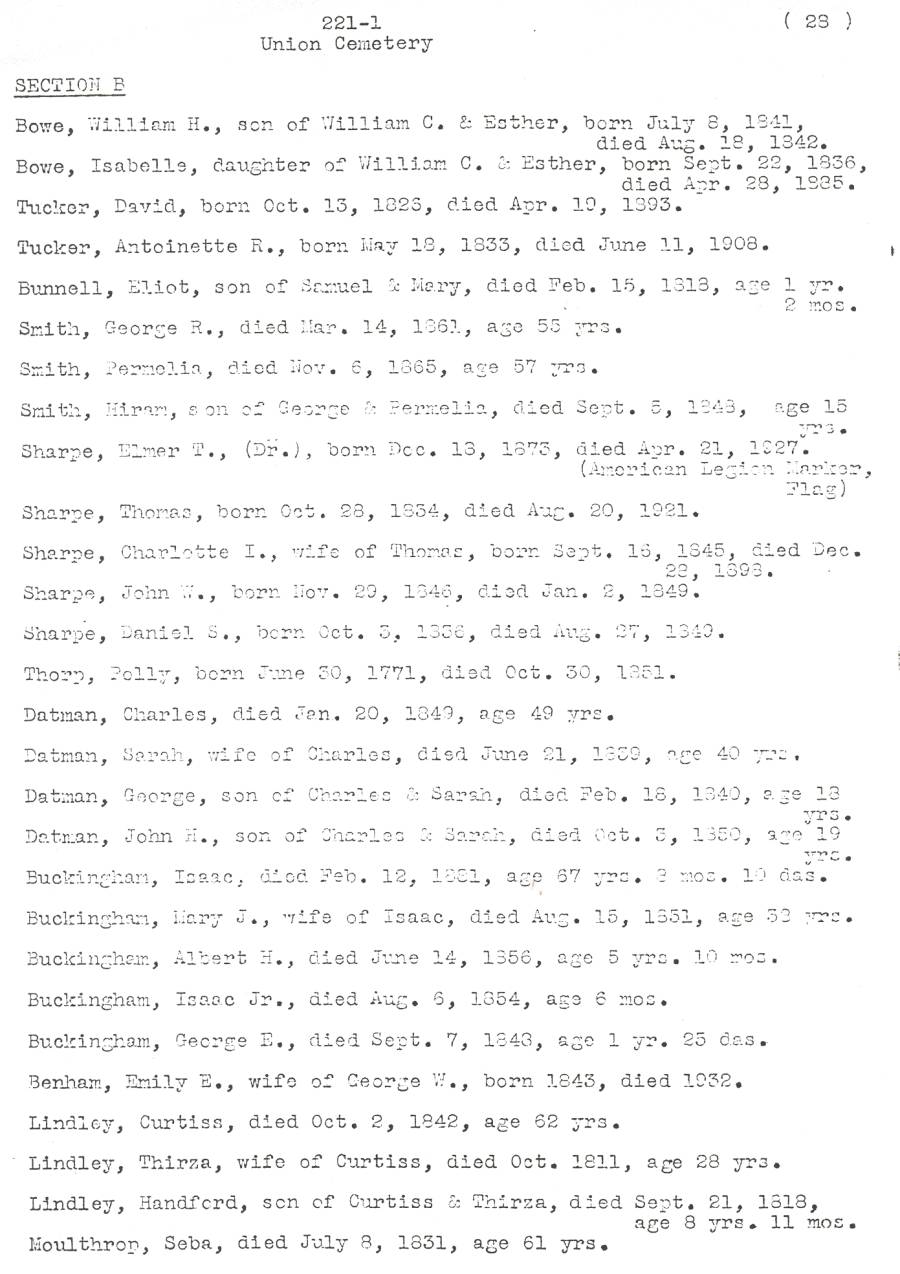 221-1 ( 28 )
Union Cemetery
SECTION B
Bowe, William H., son of William C. & Esther, born July 8, 1841,
died Aug. 18, 1842.
Bowe, Isabelle, daughter of William C. & Esther, born Sept. 22, 1836,
died Apr. 28, 1885.
Tucker, David, born Oct. 13, 1826, died Apr. 19, 1893.
Tucker, Antoinette R., born May 18, 1833, died June 11, 1908.
Bunnell, Eliot, son of Samuel & Mary, died Feb. 15, 1818, age 1 yr.
2 mos.
Smith, George R., died Mar. 14, 1861, age 55 yrs.
Smith, Permelia, died Nov. 6, 1865, age 57 yrs.
Smith, Hiram, son of George & Permelia, died Sept. 5, 1848, age 15
yrs.
Sharpe, Elmer T., (Dr.), born Dec. 18, 1873, died Apr. 21, 1927.
(American Legion Marker,
Flag)
Sharpe, Thomas, born Oct. 28, 1834, died Aug. 20, 1921.
Sharpe, Charlotte I., wife of Thomas, born Sept. 16, 1845, died Dec.
28, 1898.
Sharpe, John W., born Nov. 29, 1846, died Jan. 2, 1849.
Sharpe, Daniel S., born Oct. 3, 1836, died Aug. 27, 1849.
Thorp, Polly, born June 30, 1771, died Oct. 30, 1851.
Datman, Charles, died Jan. 20, 1849, age 49 yrs.
Datman, Sarah, wife of Charles, died June 21, 1839, age 40 yrs.
Datman, George, son of Charles & Sarah, died Feb. 16, 1840, age 18
yrs.
Datman, John H., son of Charles & Sarah, died Oct. 3, 1850, age 19
yrs.
Buckingham, Isaac, died Feb. 12, 1881, age 67 yrs. 8 mos. 10 das.
Buckingham, Mary J., wife of Isaac, died Aug. 15, 1851, age 38 yrs.
Buckingham, Albert H., died June 14, 1856, age 5 yrs. 10 mos.
Buckingham, Isaac Jr., died Aug. 6, 1854, age 6 mos.
Buckingham, George E., died Sept. 7, 1848, age 1 yr. 25 das.
Benham, Emily E., wife of George W., born 1843, died 1932.
Lindley, Curtiss, died Oct. 2, 1842, age 62 yrs.
Lindley, Thirza, wife of Curtiss, died Oct. 1811, age 28 yrs.
Lindley, Handford, son of Curtiss & Thirza, died Sept. 21, 1818,
age 8 yrs. 11 mos.
Moulthrop, Seba, died July 8, 1831, age 61 yrs.